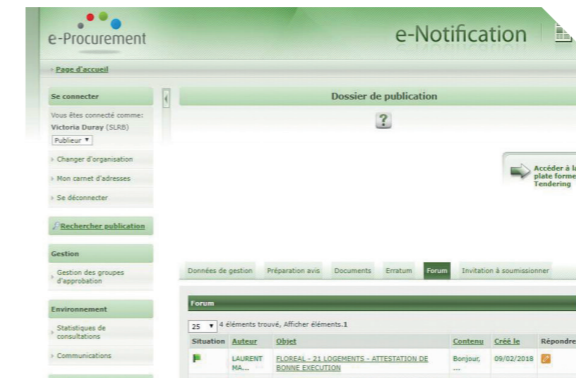 e-Procurement
e-Notification
Page d'accueil
Se connecter
Vous êtes connecté comme:
Victoria Duray (SLRB)
Publieur
Changer d'organisation
Mon carnet d'adresses
Se déconnecter
Rechercher publication
Gestion
Gestion des groupes
d'approbation
Environnement
Statistiques de
consultations
Communications
Dossier de publication
?
Accéder à la
plate forme
Tendering
Données de gestion Préparation avis Documents Erratum Forum Invitation à soumissionner
Forum
25 4 éléments trouvé, Afficher éléments.1
Situation Auteur Objet Contenu Créé le Répondre
LAURENT FLOREAL - 21 LOGEMENTS - ATTESTATION DE Bonjour, 09/02/2018
MA... BONNE EXECUTION ....